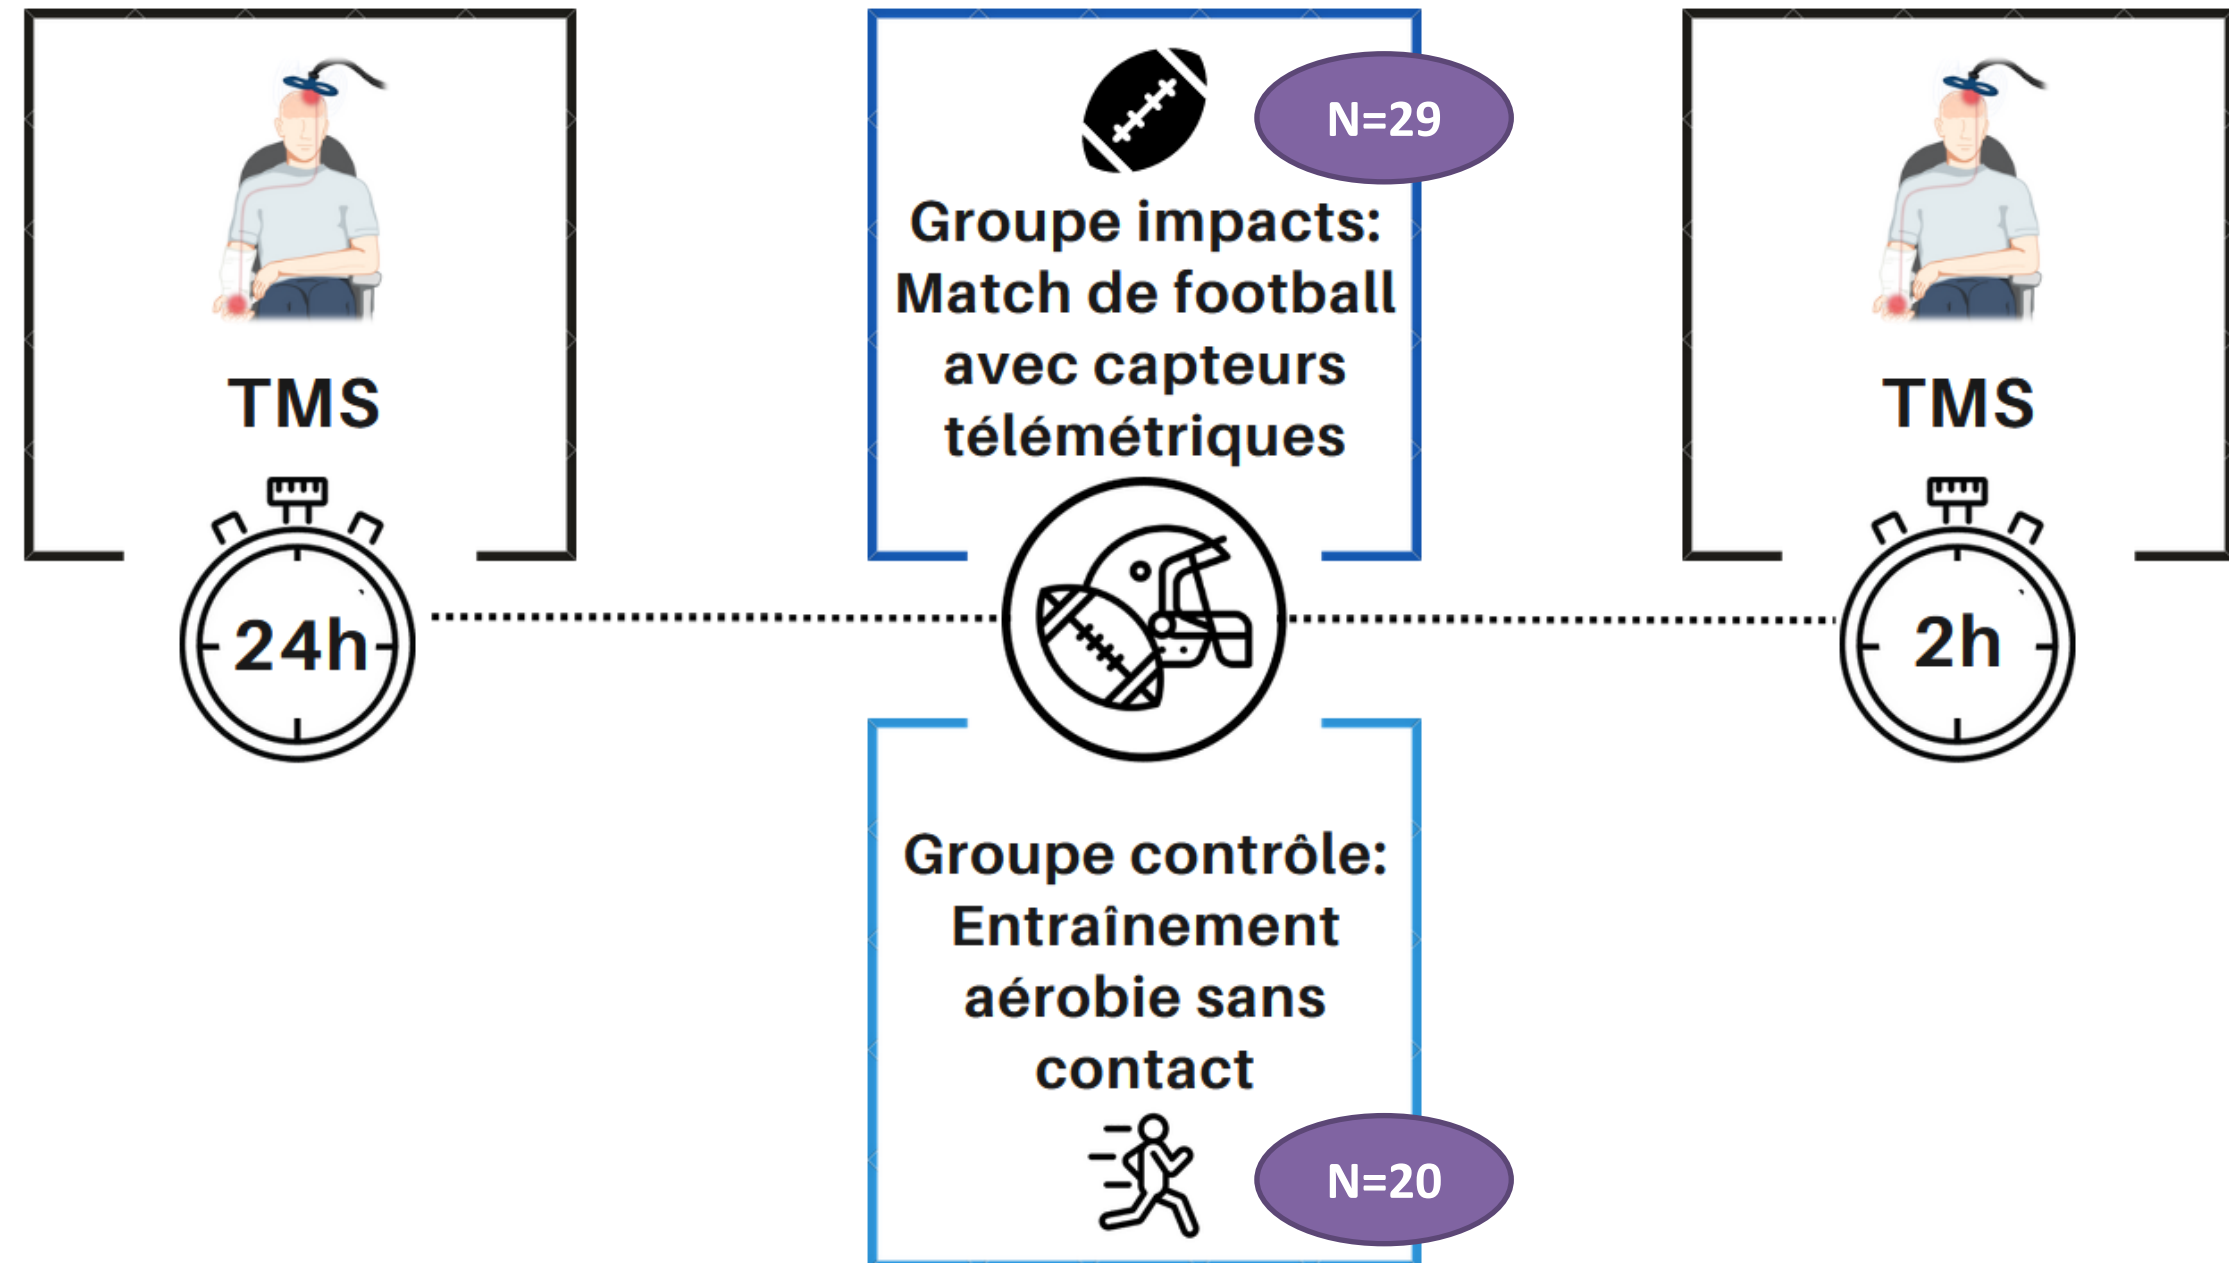 TMS
24h
N=29
Groupe impacts:
Match de football
avec capteurs
télémétriques
Groupe contrôle:
Entraînement
aérobie sans
contact
N=20
TMS
2h